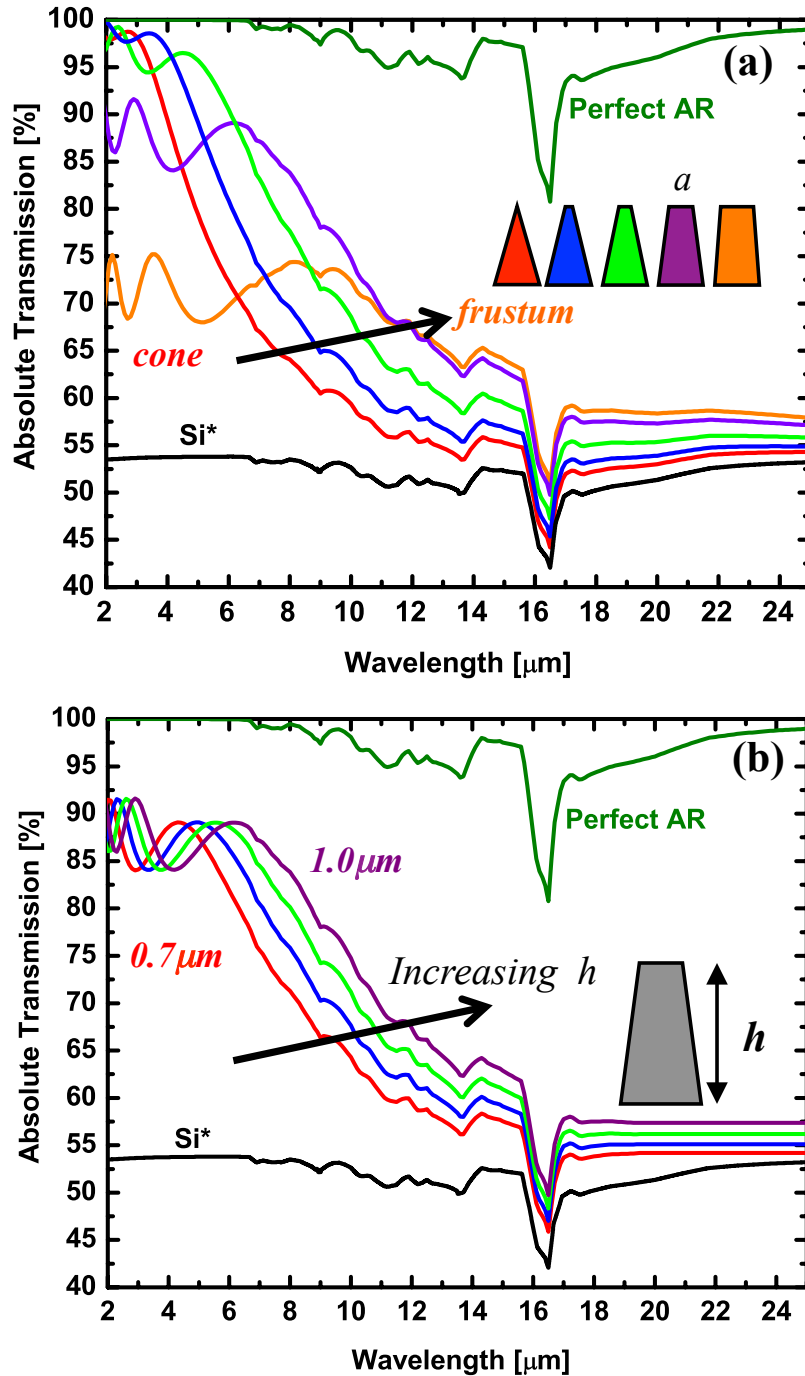 100
95
90
85
80
75
70
65
60
55
50
45
40
Absolute Transmission [%]
(a)
Perfect AR
a
frustum
cone
Si*
2 4 6 8 10 12 14 16 18 20 22 24
Wavelength [μm]
100
95
90
85
80
75
70
65
60
55
50
45
40
Absolute Transmission [%]
(b)
Perfect AR
1.0μm
0.7μm
Increasing h
h
Si*
2 4 6 8 10 12 14 16 18 20 22 24
Wavelength [μm]